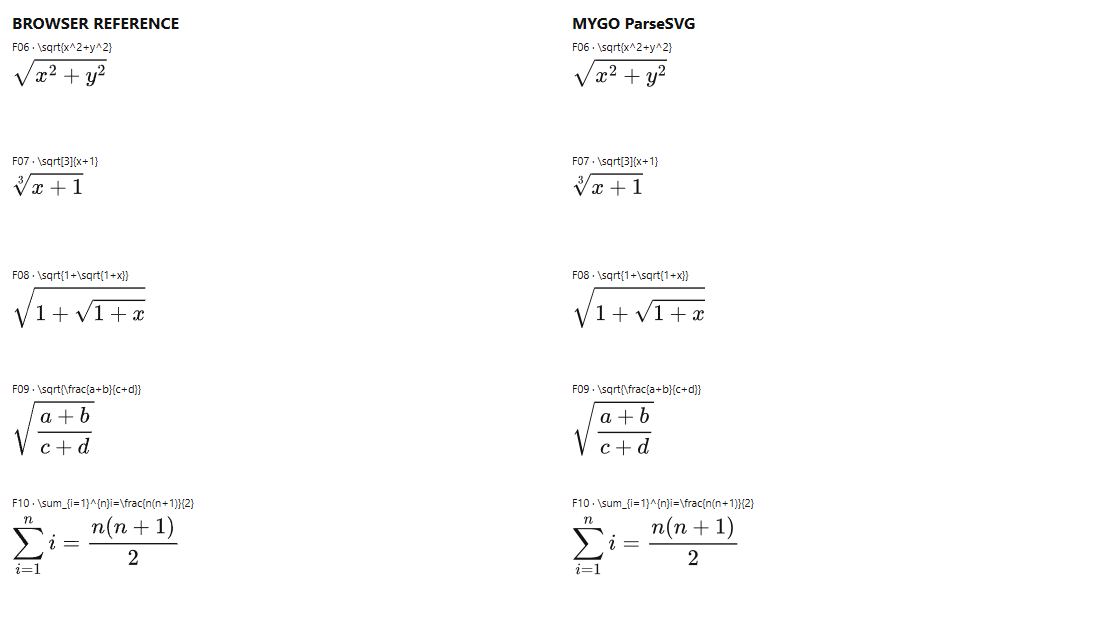 BROWSER REFERENCE
F06 · \sqrt{x^2+y^2}
√(x² + y²)
F07 · \sqrt[3]{x+1}
∛(x + 1)
F08 · \sqrt{1+\sqrt{1+x}}
√(1 + √(1 + x))
F09 · \sqrt{\frac{a+b}{c+d}}
√((a + b)/(c + d))
F10 · \sum_{i=1}^{n}i=\frac{n(n+1)}{2}
∑_{i=1}^{n} i = n(n + 1)/2
MYGO ParseSVG
F06 · \sqrt{x^2+y^2}
√(x² + y²)
F07 · \sqrt[3]{x+1}
∛(x + 1)
F08 · \sqrt{1+\sqrt{1+x}}
√(1 + √(1 + x))
F09 · \sqrt{\frac{a+b}{c+d}}
√((a + b)/(c + d))
F10 · \sum_{i=1}^{n}i=\frac{n(n+1)}{2}
∑_{i=1}^{n} i = n(n + 1)/2